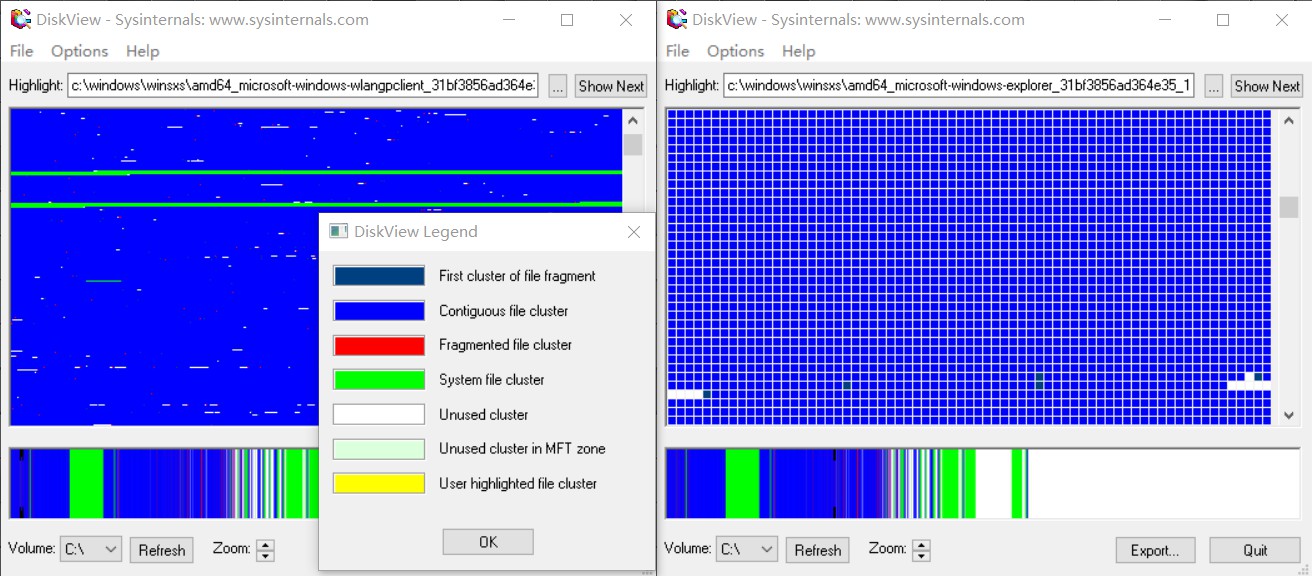 DiskView - Sysinternals: www.sysinternals.com
File Options Help
Highlight: c:\windows\winsxs\amd64_microsoft-windows-wlangpclient_31bf3856ad364e3 ... Show Next
DiskView Legend
First cluster of file fragment
Contiguous file cluster
Fragmented file cluster
System file cluster
Unused cluster
Unused cluster in MFT zone
User highlighted file cluster
OK
Volume: C:\ Refresh Zoom:
DiskView - Sysinternals: www.sysinternals.com
File Options Help
Highlight: c:\windows\winsxs\amd64_microsoft-windows-explorer_31bf3856ad364e35_1 ... Show Next
Volume: C:\ Refresh Zoom: Export... Quit